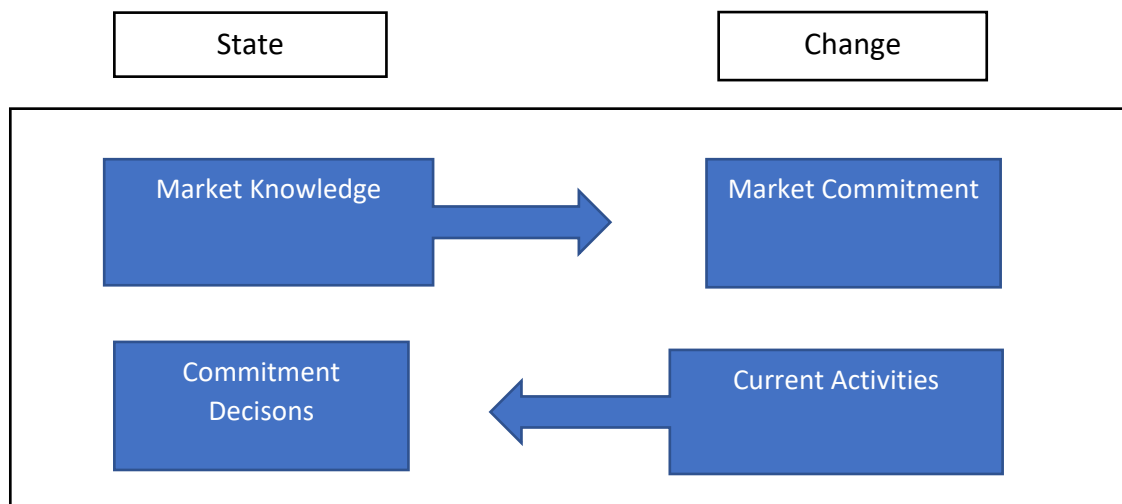 State
Change
Market Knowledge
Market Commitment
Commitment
Decisons
Current Activities